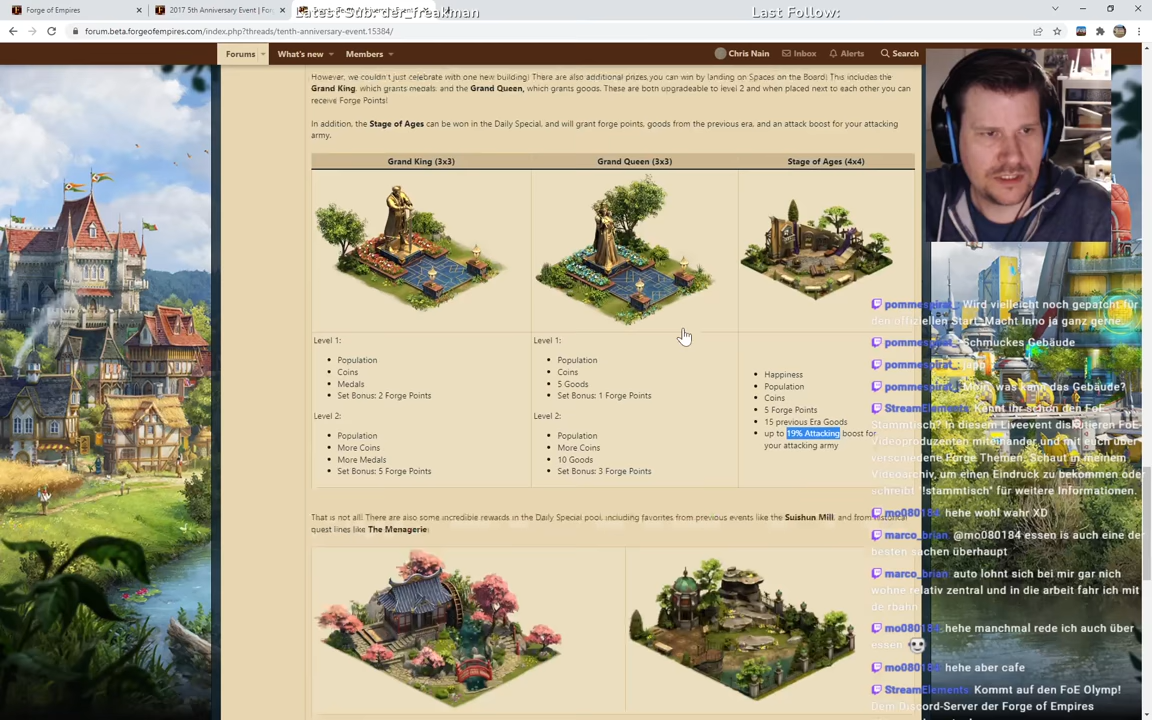 Forge of Empires
2017 5th Anniversary Event | For
Latest Sub: der_freakman
Last Follow:
forum.beta.forgeofempires.com/index.php?threads/tenth-anniversary-event.15384/
Forums
What's new
Members
Chris Nain
Inbox
Alerts
Search
However, we couldn't just celebrate with one new building! There are also additional prizes you can win by landing on Spaces on the Board! This includes the
Grand King, which grants medals, and the Grand Queen, which grants goods. These are both upgradeable to level 2 and when placed next to each other you can
receive Forge Points!
In addition, the Stage of Ages can be won in the Daily Special, and will grant forge points, goods from the previous era, and an attack boost for your attacking
army.
Grand King (3x3)
Grand Queen (3x3)
Stage of Ages (4x4)
Level 1:
Population
Coins
Medals
Set Bonus: 2 Forge Points
Level 2:
Population
More Coins
More Medals
Set Bonus: 5 Forge Points
Level 1:
Population
Coins
5 Goods
Set Bonus: 1 Forge Points
Level 2:
Population
More Coins
10 Goods
Set Bonus: 3 Forge Points
Happiness
Population
Coins
5 Forge Points
15 previous Era Goods
up to 19% Attacking boost for
your attacking army
That is not all! There are also some incredible rewards in the Daily Special pool, including favorites from previous events like the Suishun Mill, and from historical
quest lines like The Menagerie.
pommespirat_: Wird vielleicht noch gepatcht für
den offiziellen Start. Macht Inno ja ganz gerne.
pommespirat_: Schmuckes Gebäude
pommespirat_: japp
pommespirat_: Moin, was kann das Gebäude?
StreamElements: Kennt ihr schon den FoE
Stammtisch? In diesem Liveevent diskutieren FoE-
Videoproduzenten miteinander und mit euch über
verschiedene Forge Themen. Schaut in meinem
Videoarchiv, um einen Eindruck zu bekommen oder
schreibt "!stammtisch" für weitere Informationen.
mo080184: hehe wohl wahr XD
marco_brian: @mo080184 essen is auch eine der
besten sachen überhaupt
marco_brian: auto lohnt sich bei mir gar nich
wohne relativ zentral und in die arbeit fahr ich mit
de rbahn
mo080184: hehe manchmal rede ich auch über
essen
mo080184: hehe aber cafe
StreamElements: Kommt auf den FoE Olymp!
Dem Discord-Server der Forge of Empires